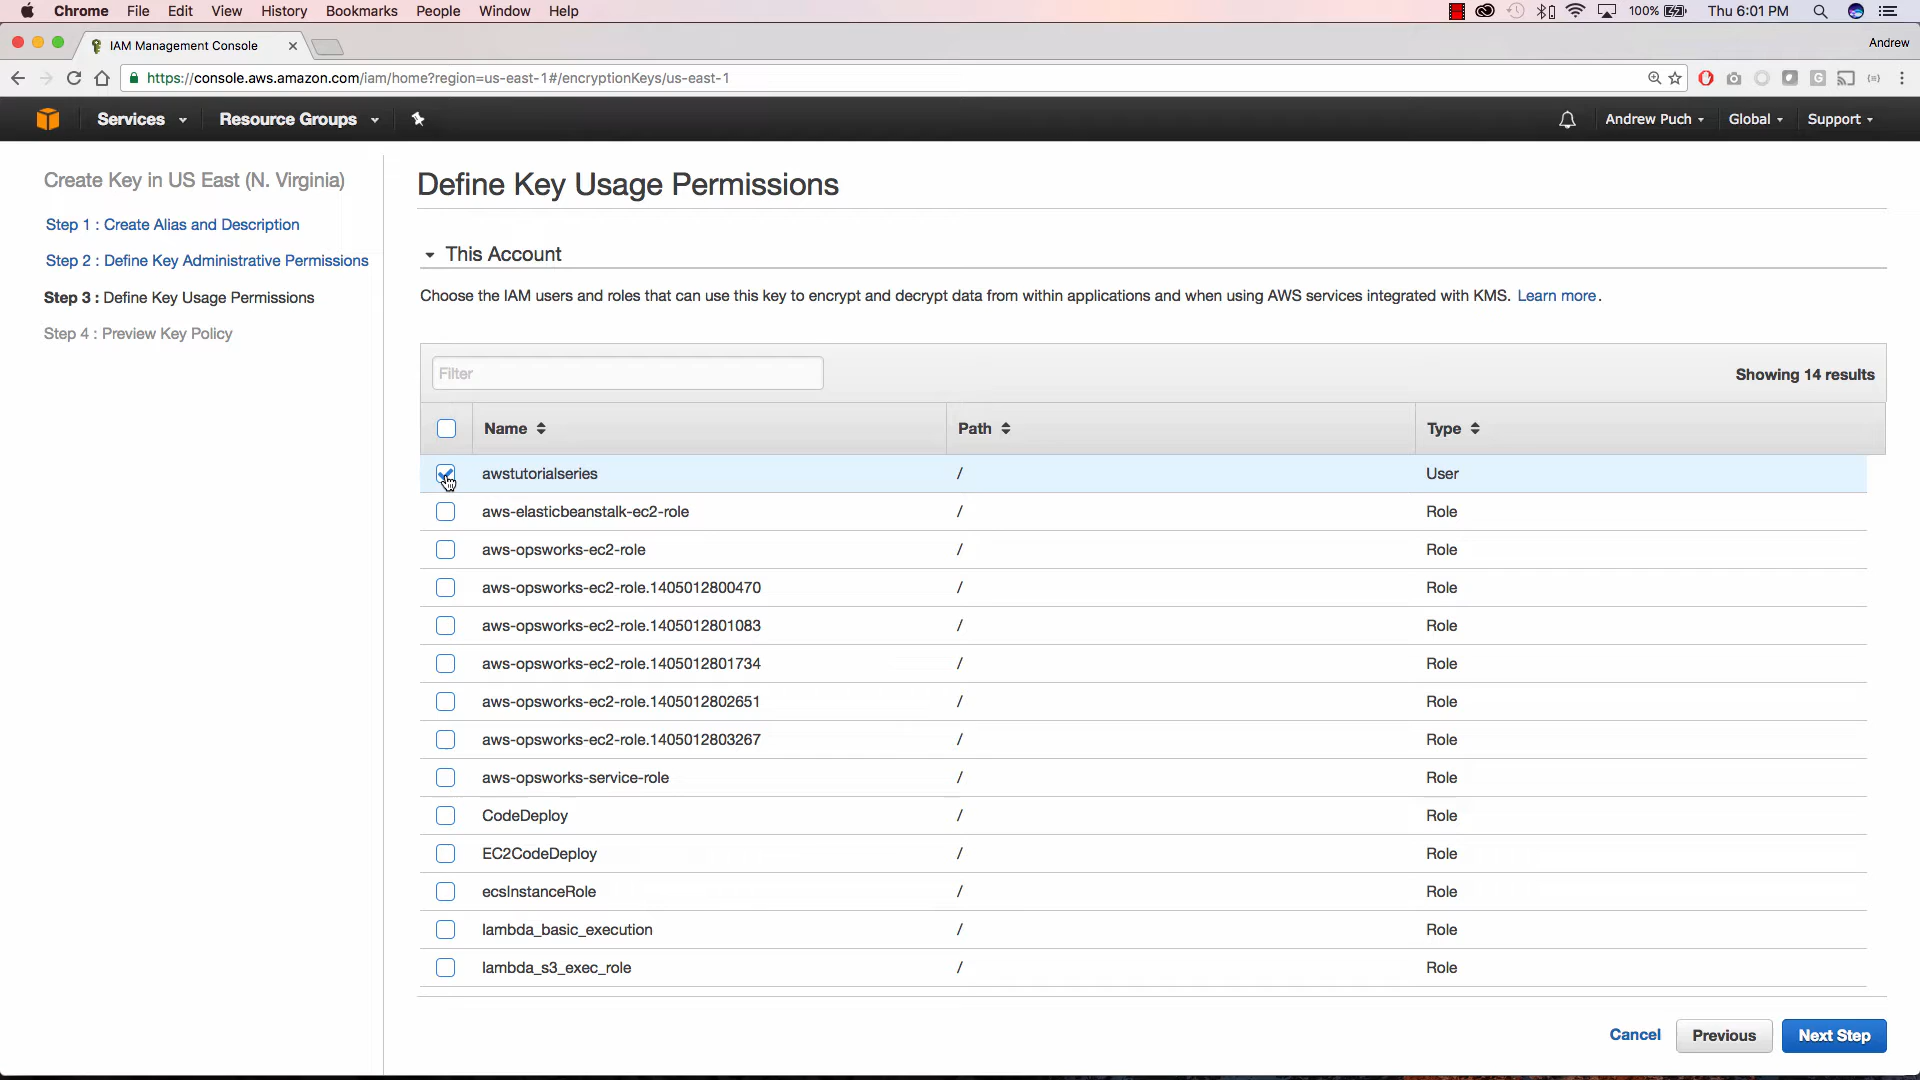 Chrome File Edit View History Bookmarks People Window Help 100% Thu 6:01 PM
IAM Management Console Andrew
https://console.aws.amazon.com/iam/home?region=us-east-1#/encryptionKeys/us-east-1
Services Resource Groups Andrew Puch Global Support
Create Key in US East (N. Virginia)
Step 1 : Create Alias and Description
Step 2 : Define Key Administrative Permissions
Step 3 : Define Key Usage Permissions
Step 4 : Preview Key Policy
Define Key Usage Permissions
This Account
Choose the IAM users and roles that can use this key to encrypt and decrypt data from within applications and when using AWS services integrated with KMS. Learn more.
Filter Showing 14 results
Name Path Type
awstutorialseries / User
aws-elasticbeanstalk-ec2-role / Role
aws-opsworks-ec2-role / Role
aws-opsworks-ec2-role.1405012800470 / Role
aws-opsworks-ec2-role.1405012801083 / Role
aws-opsworks-ec2-role.1405012801734 / Role
aws-opsworks-ec2-role.1405012802651 / Role
aws-opsworks-ec2-role.1405012803267 / Role
aws-opsworks-service-role / Role
CodeDeploy / Role
EC2CodeDeploy / Role
ecsInstanceRole / Role
lambda_basic_execution / Role
lambda_s3_exec_role / Role
Cancel Previous Next Step